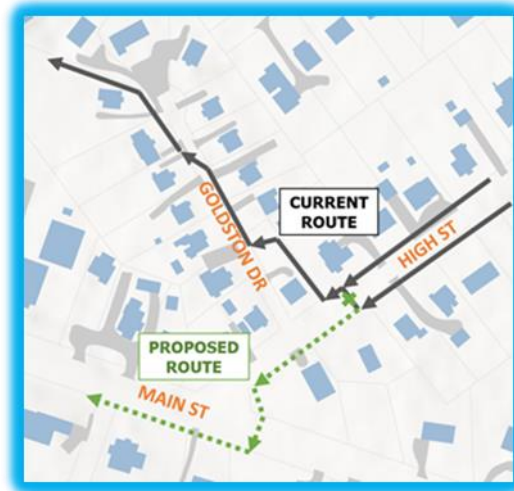 CURRENT
ROUTE
GOLDSTON DR
HIGH ST
PROPOSED
ROUTE
MAIN ST